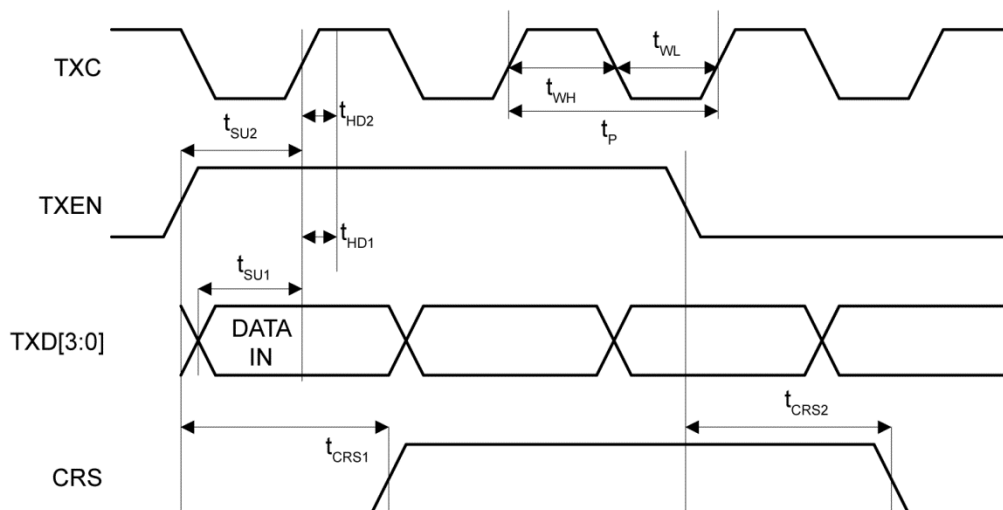 TXC
t_WL
t_WH
t_HD2
t_SU2
t_P
TXEN
t_HD1
t_SU1
TXD[3:0]
DATA
IN
t_CRS2
t_CRS1
CRS